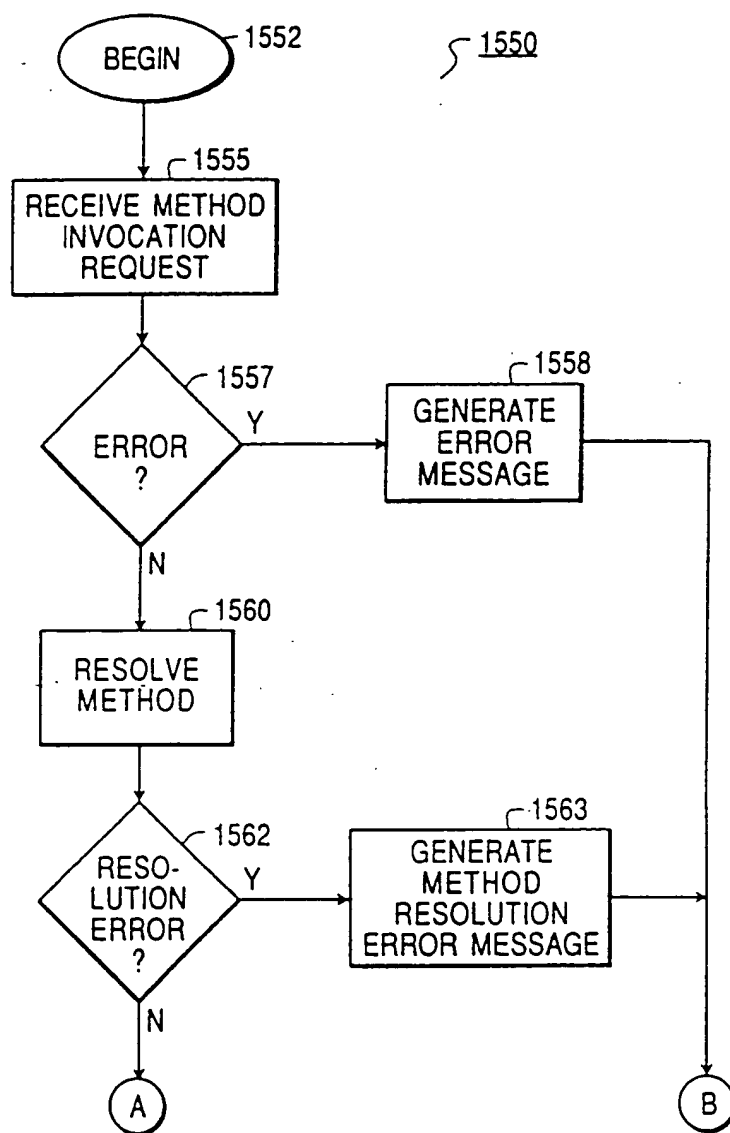 1552
BEGIN
1550
1555
RECEIVE METHOD
INVOCATION
REQUEST
1557
ERROR
?
Y
N
1558
GENERATE
ERROR
MESSAGE
1560
RESOLVE
METHOD
1562
RESO-
LUTION
ERROR
?
Y
N
1563
GENERATE
METHOD
RESOLUTION
ERROR MESSAGE
A
B